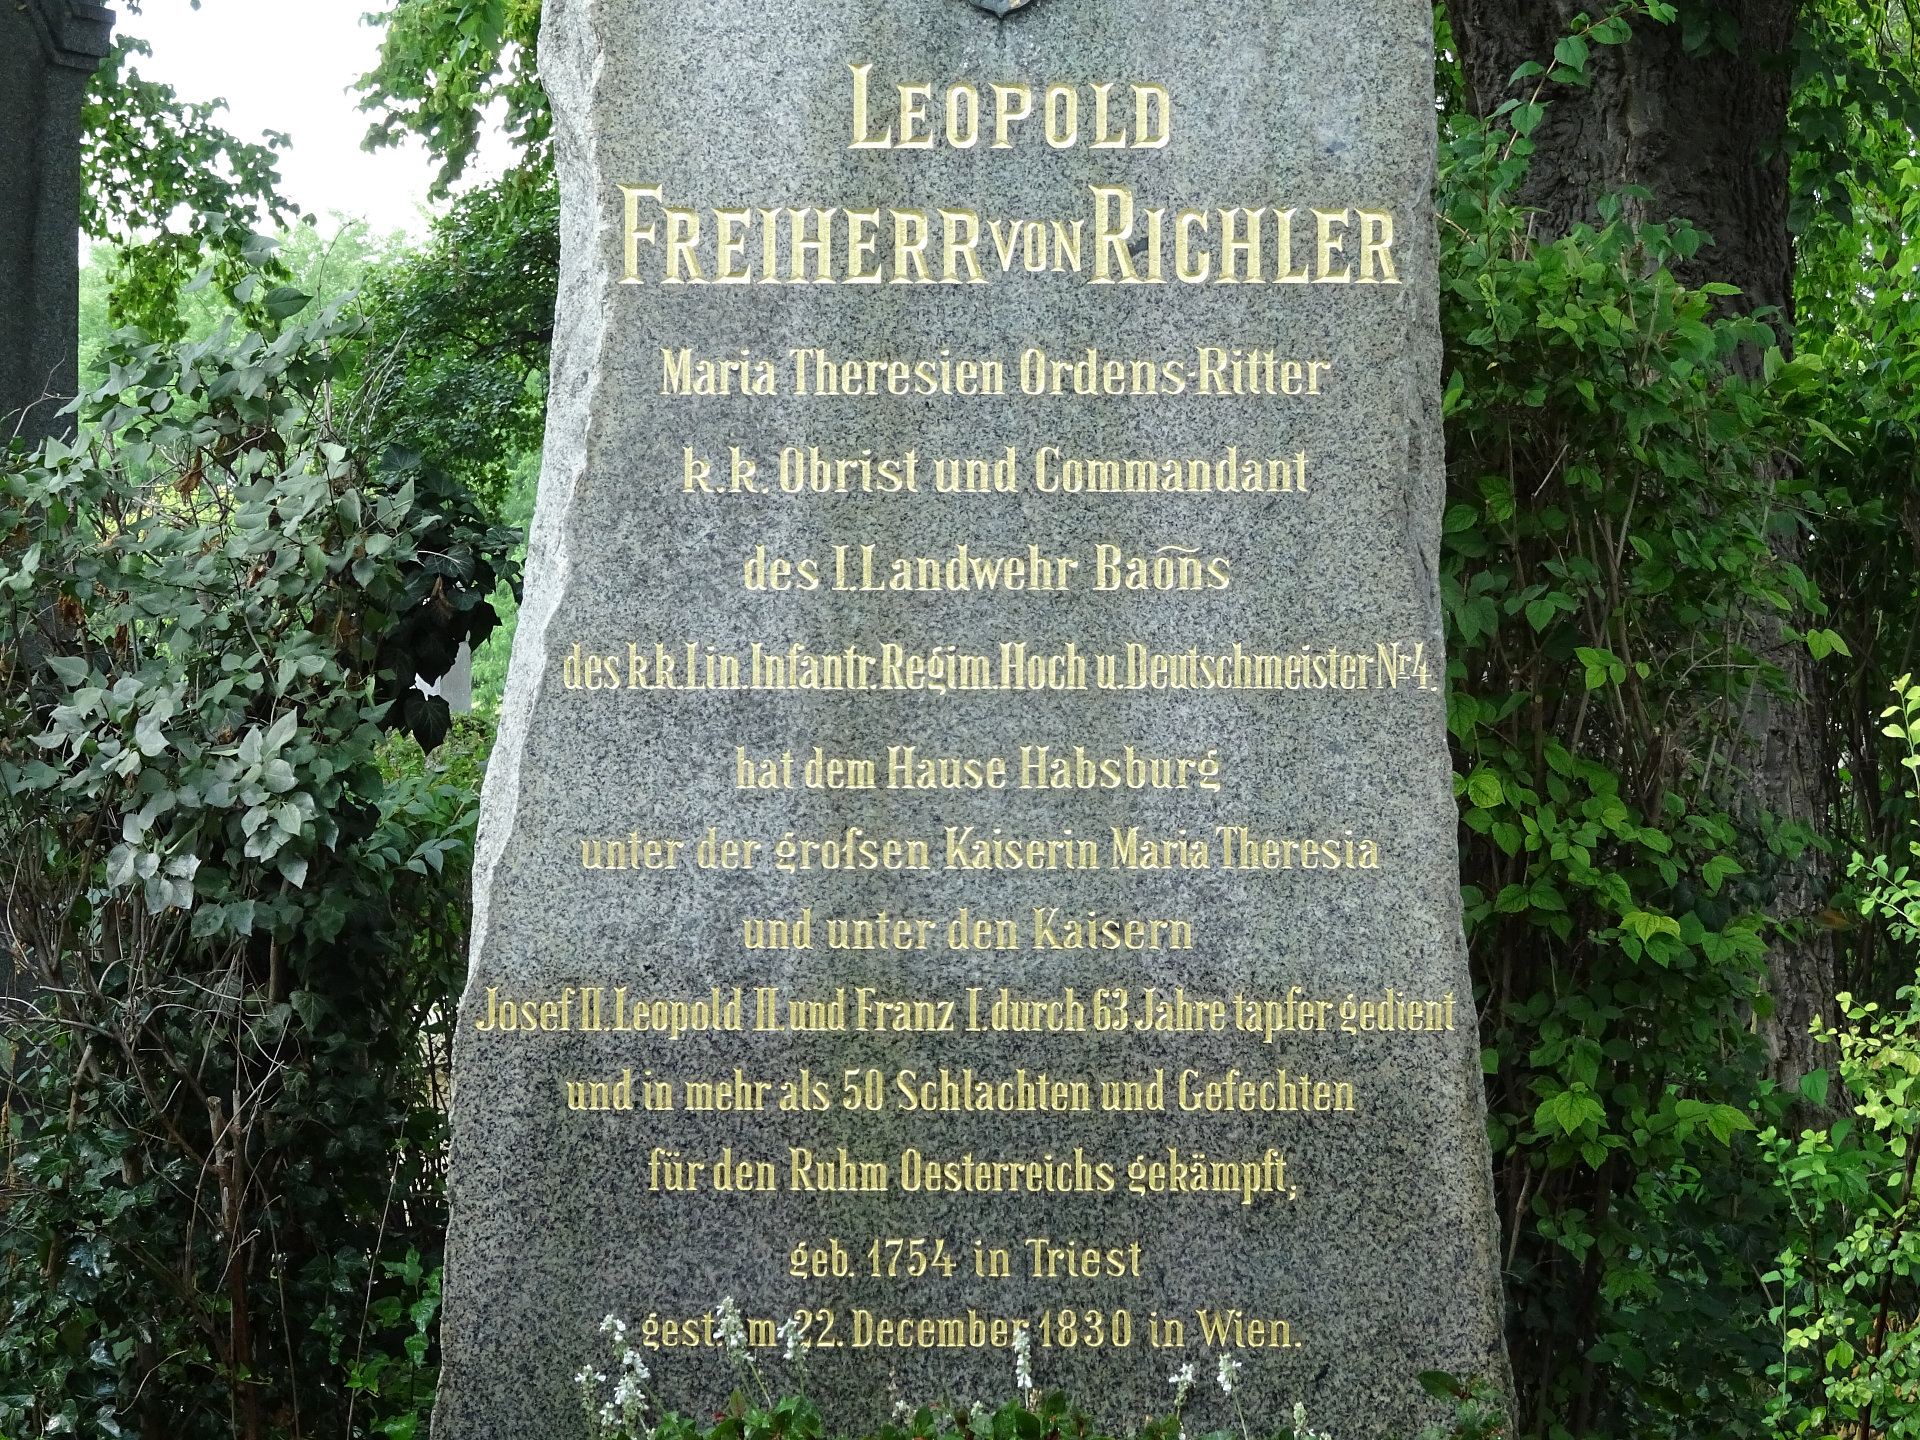 LEOPOLD
FREIHERR VON RICHLER
Maria Theresien Ordens-Ritter
k. k. Obrist und Commandant
des I. Landwehr Baon̄s
des k. k. Lin. Infantr. Regim. Hoch u. Deutschmeister Nr. 4.
hat dem Hause Habsburg
unter der grofsen Kaiserin Maria Theresia
und unter den Kaisern
Josef II. Leopold II. und Franz I. durch 63 Jahre tapfer gedient
und in mehr als 50 Schlachten und Gefechten
für den Ruhm Oesterreichs gekämpft,
geb. 1754 in Triest
gest. am 22. December 1830 in Wien.